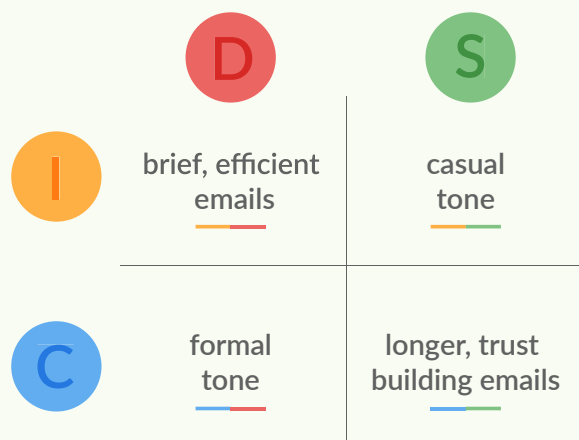 D
S
I
brief, efficient
emails
casual
tone
C
formal
tone
longer, trust
building emails